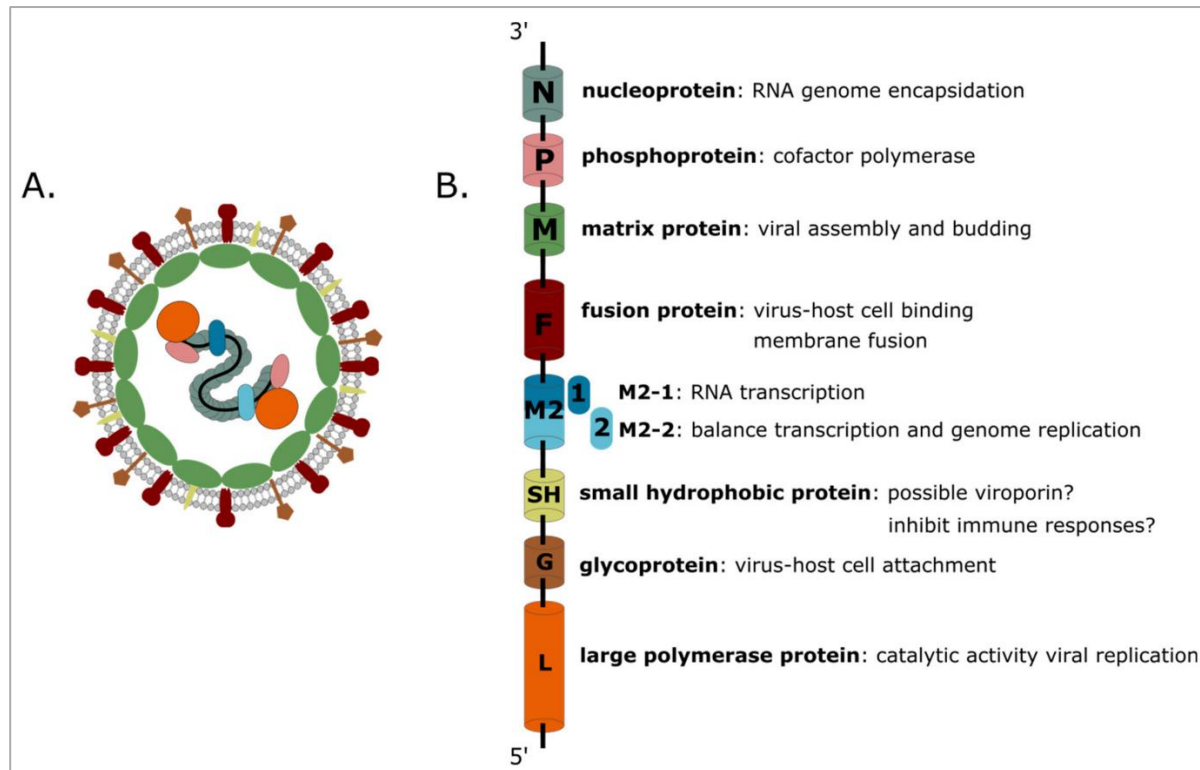 A.
B.
3'
N nucleoprotein: RNA genome encapsidation
P phosphoprotein: cofactor polymerase
M matrix protein: viral assembly and budding
F fusion protein: virus-host cell binding
membrane fusion
M2 1 M2-1: RNA transcription
2 M2-2: balance transcription and genome replication
SH small hydrophobic protein: possible viroporin?
inhibit immune responses?
G glycoprotein: virus-host cell attachment
L large polymerase protein: catalytic activity viral replication
5'